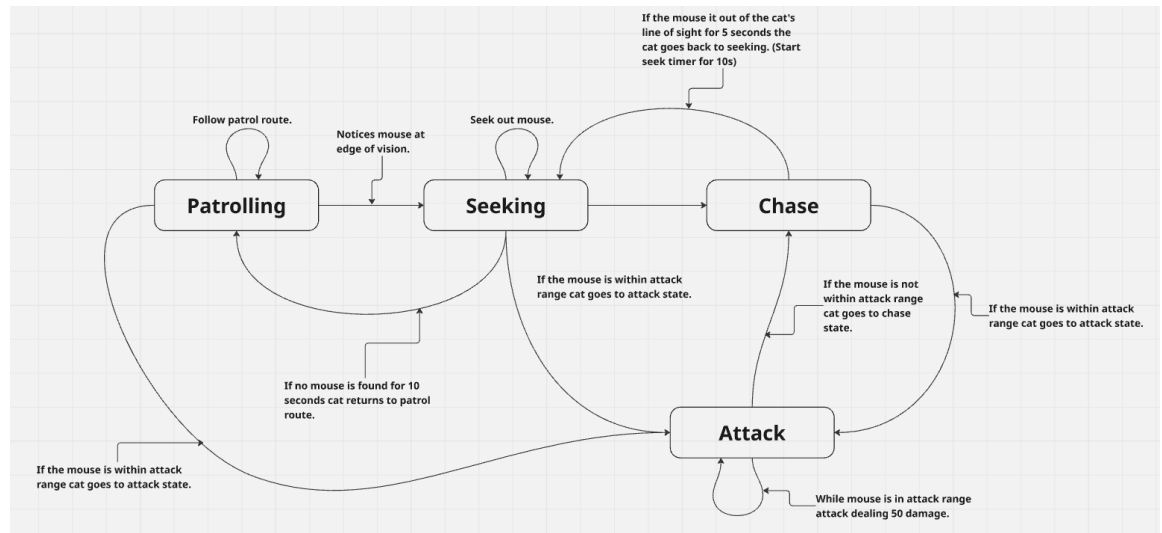 If the mouse it out of the cat's
line of sight for 5 seconds the
cat goes back to seeking. (Start
seek timer for 10s)
Follow patrol route.
Notices mouse at
edge of vision.
Seek out mouse.
Patrolling
Seeking
Chase
If the mouse is within attack
range cat goes to attack state.
If the mouse is not
within attack range
cat goes to chase
state.
If the mouse is within attack
range cat goes to attack state.
If no mouse is found for 10
seconds cat returns to patrol
route.
Attack
If the mouse is within attack
range cat goes to attack state.
While mouse is in attack range
attack dealing 50 damage.